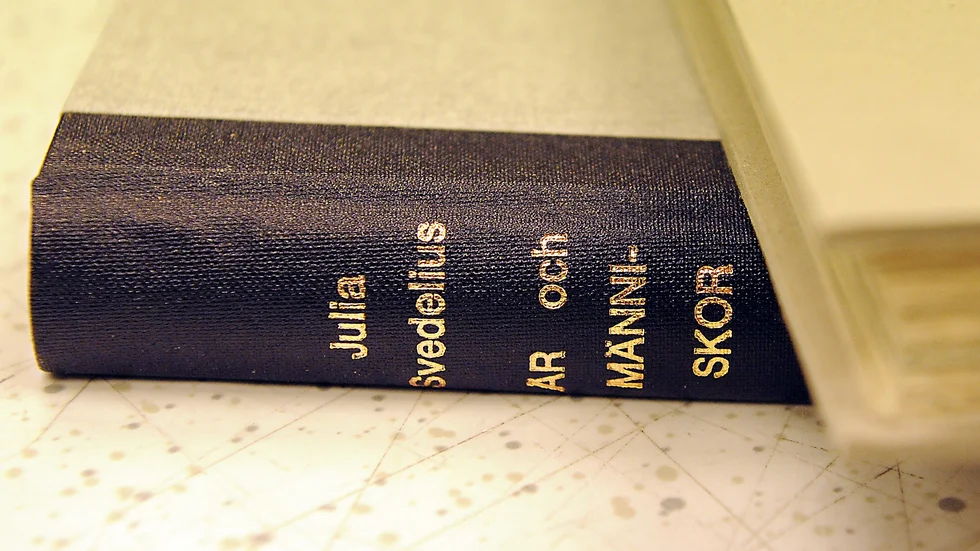 Julia
Svedelius
ÅR och
MÄNNI-
SKOR